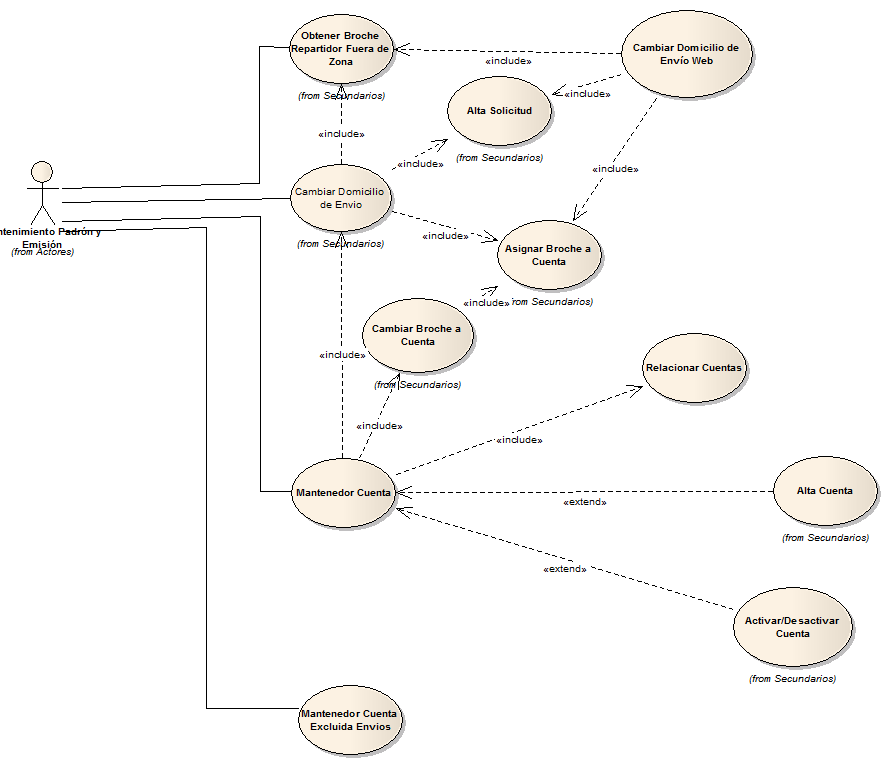 Obtener Broche
Repartidor Fuera de
Zona
(from Secundarios)
Cambiar Domicilio de
Envío Web
«include»
«include»
Alta Solicitud
(from Secundarios)
«include»
«include»
«include»
Cambiar Domicilio
de Envio
(from Secundarios)
ntenimiento Padrón y
Emisión
(from Actores)
«include»
Asignar Broche a
Cuenta
from Secundarios)
«include»
Cambiar Broche a
Cuenta
(from Secundarios)
«include»
Relacionar Cuentas
«include»
«include»
Mantenedor Cuenta
Alta Cuenta
(from Secundarios)
«extend»
«extend»
Activar/Desactivar
Cuenta
(from Secundarios)
Mantenedor Cuenta
Excluida Envios